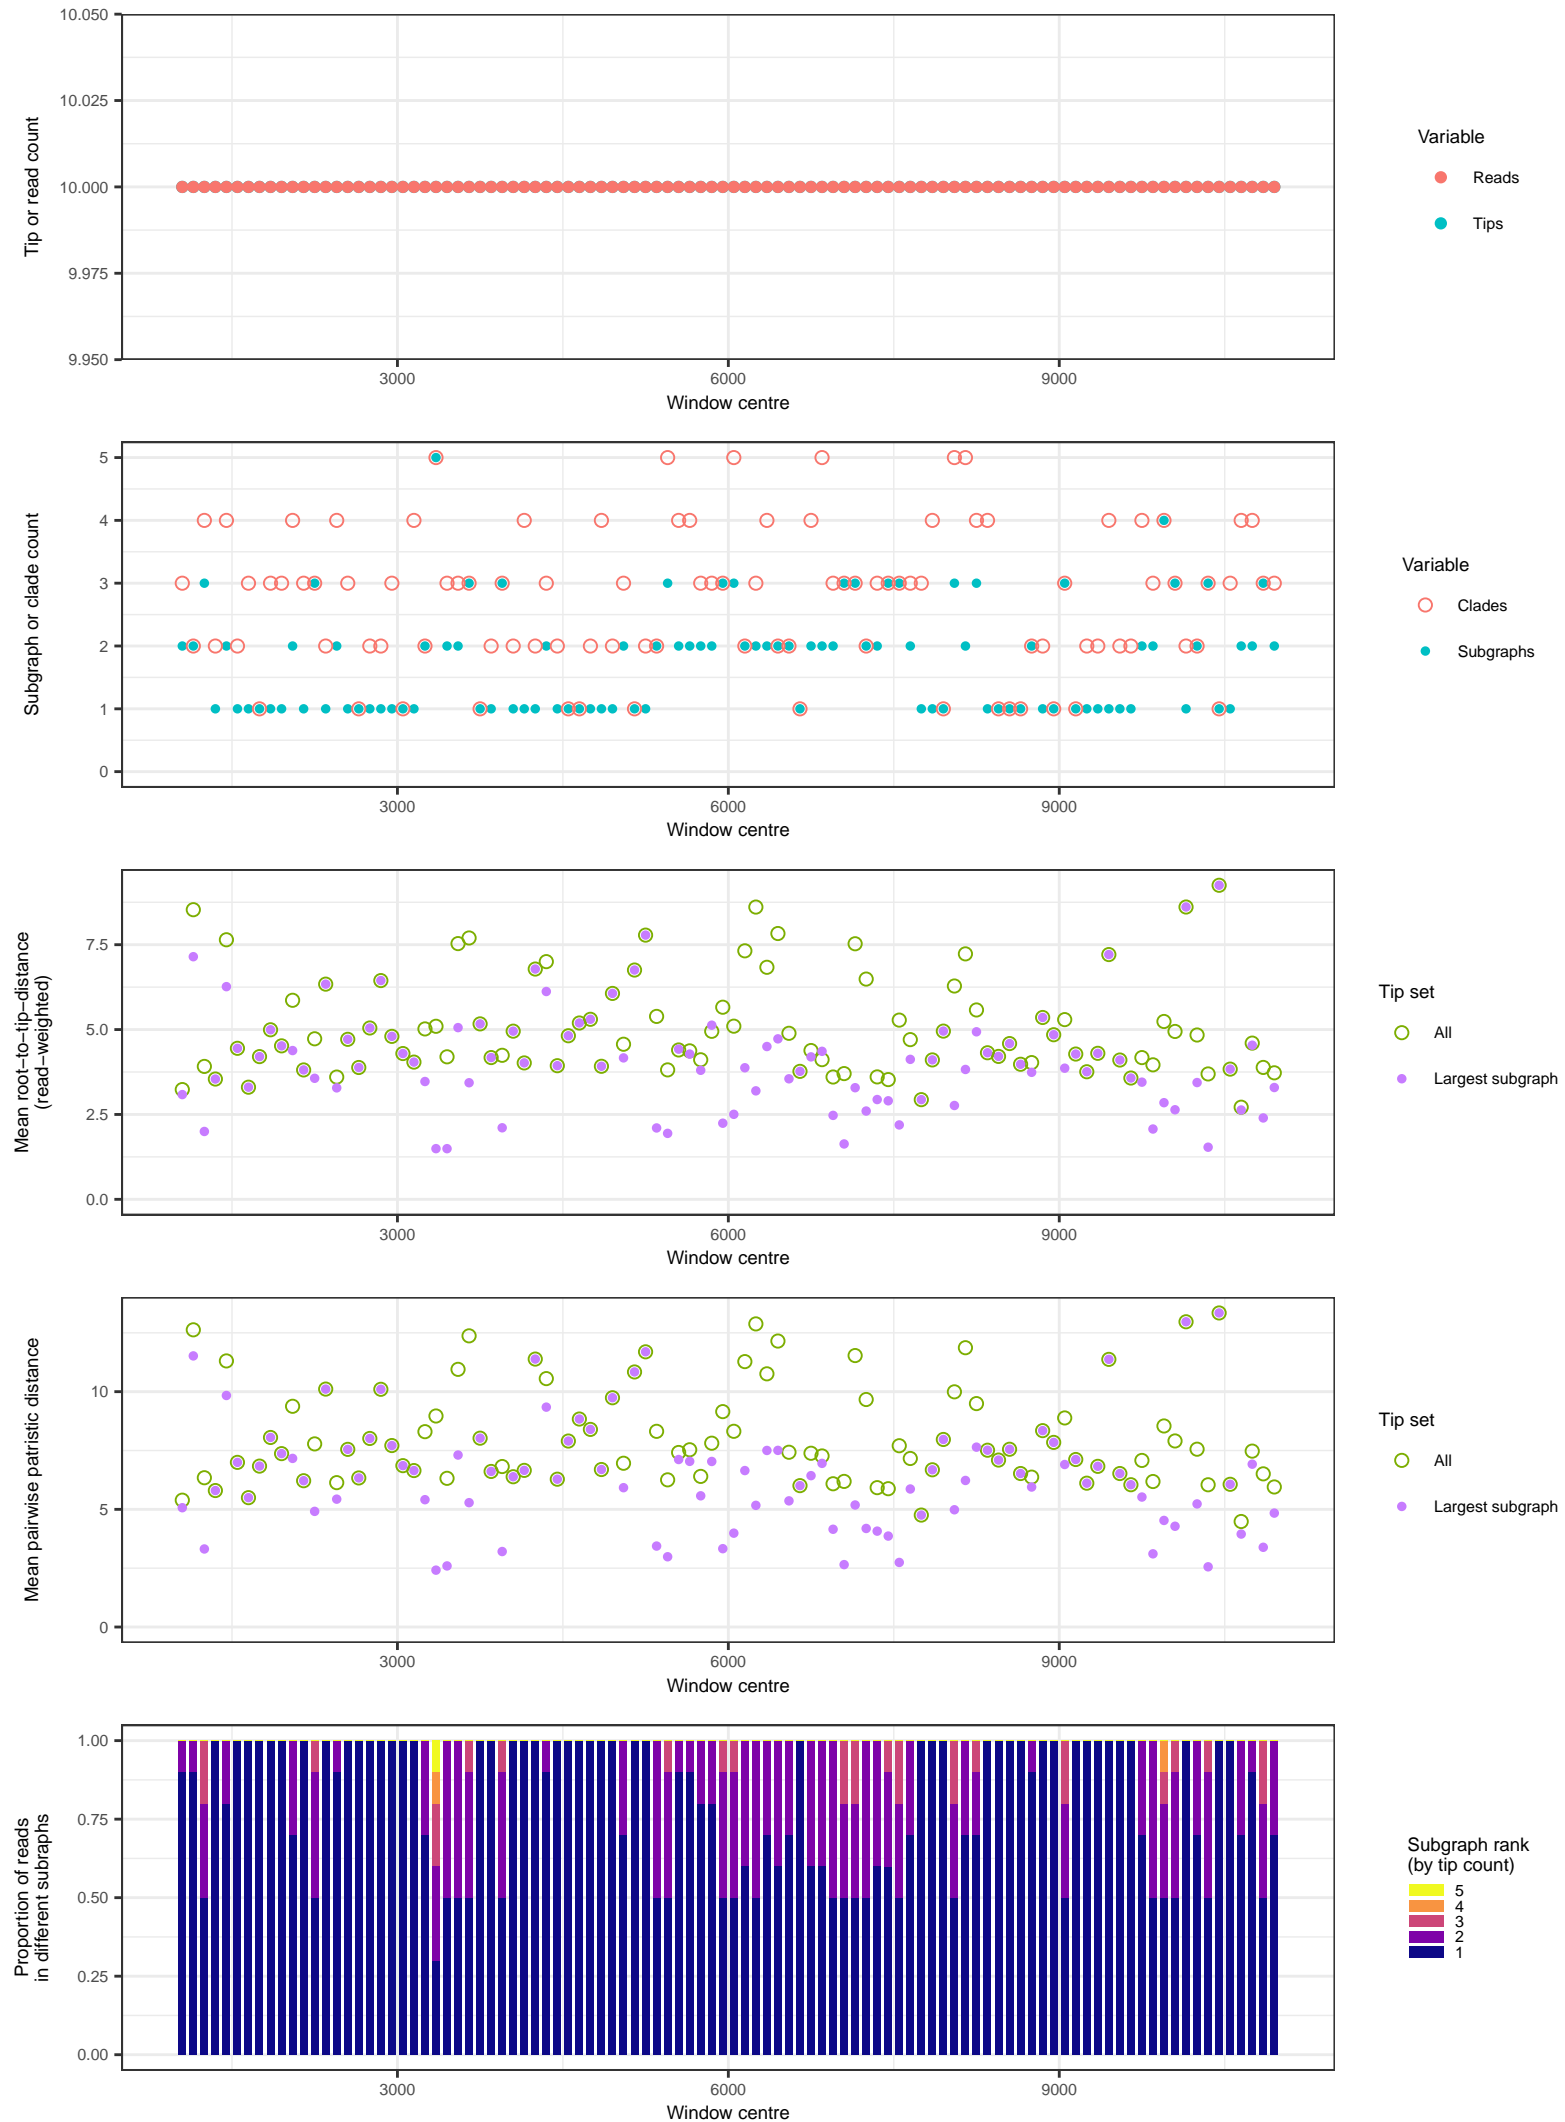 10.050
10.025
10.000
9.975
9.950
Tip or read count
3000
6000
9000
Window centre
Variable
Reads
Tips
5
4
3
2
1
0
Subgraph or clade count
3000
6000
9000
Window centre
Variable
Clades
Subgraphs
7.5
5.0
2.5
0.0
Mean root−to−tip−distance
(read−weighted)
3000
6000
9000
Window centre
Tip set
All
Largest subgraph
10
5
0
Mean pairwise patristic distance
3000
6000
9000
Window centre
Tip set
All
Largest subgraph
1.00
0.75
0.50
0.25
0.00
Proportion of reads
in different subraphs
3000
6000
9000
Window centre
Subgraph rank
(by tip count)
5
4
3
2
1